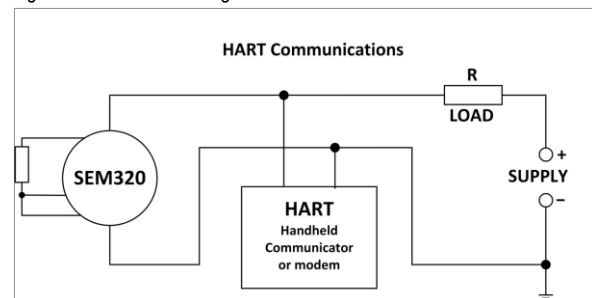 HART Communications
R
LOAD
+
SUPPLY
−
SEM320
HART
Handheld
Communicator
or modem